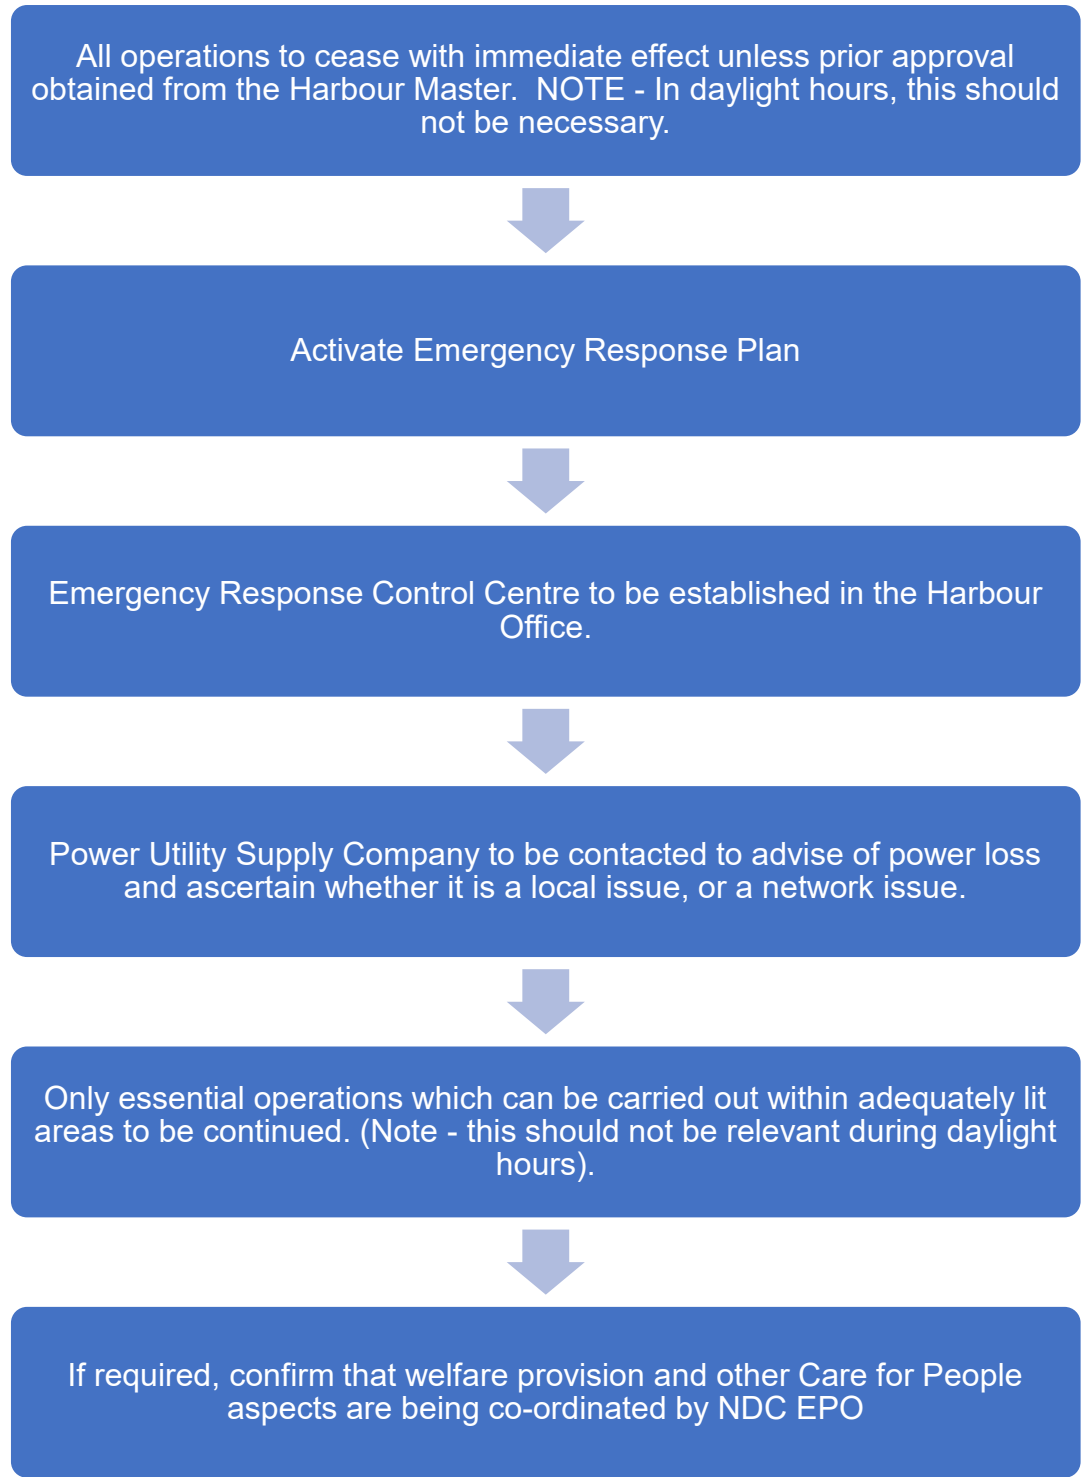 All operations to cease with immediate effect unless prior approval
obtained from the Harbour Master.  NOTE - In daylight hours, this should
not be necessary.
Activate Emergency Response Plan
Emergency Response Control Centre to be established in the Harbour
Office.
Power Utility Supply Company to be contacted to advise of power loss
and ascertain whether it is a local issue, or a network issue.
Only essential operations which can be carried out within adequately lit
areas to be continued. (Note - this should not be relevant during daylight
hours).
If required, confirm that welfare provision and other Care for People
aspects are being co-ordinated by NDC EPO